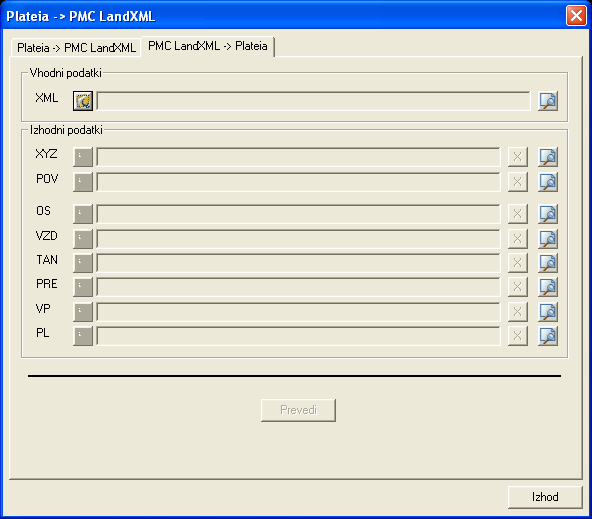 Plateia -> PMC LandXML
Plateia -> PMC LandXML PMC LandXML -> Plateia
Vhodni podatki
XML
Izhodni podatki
XYZ X
POV X
OS X
VZD X
TAN X
PRE X
VP X
PL X
Prevedi
Izhod